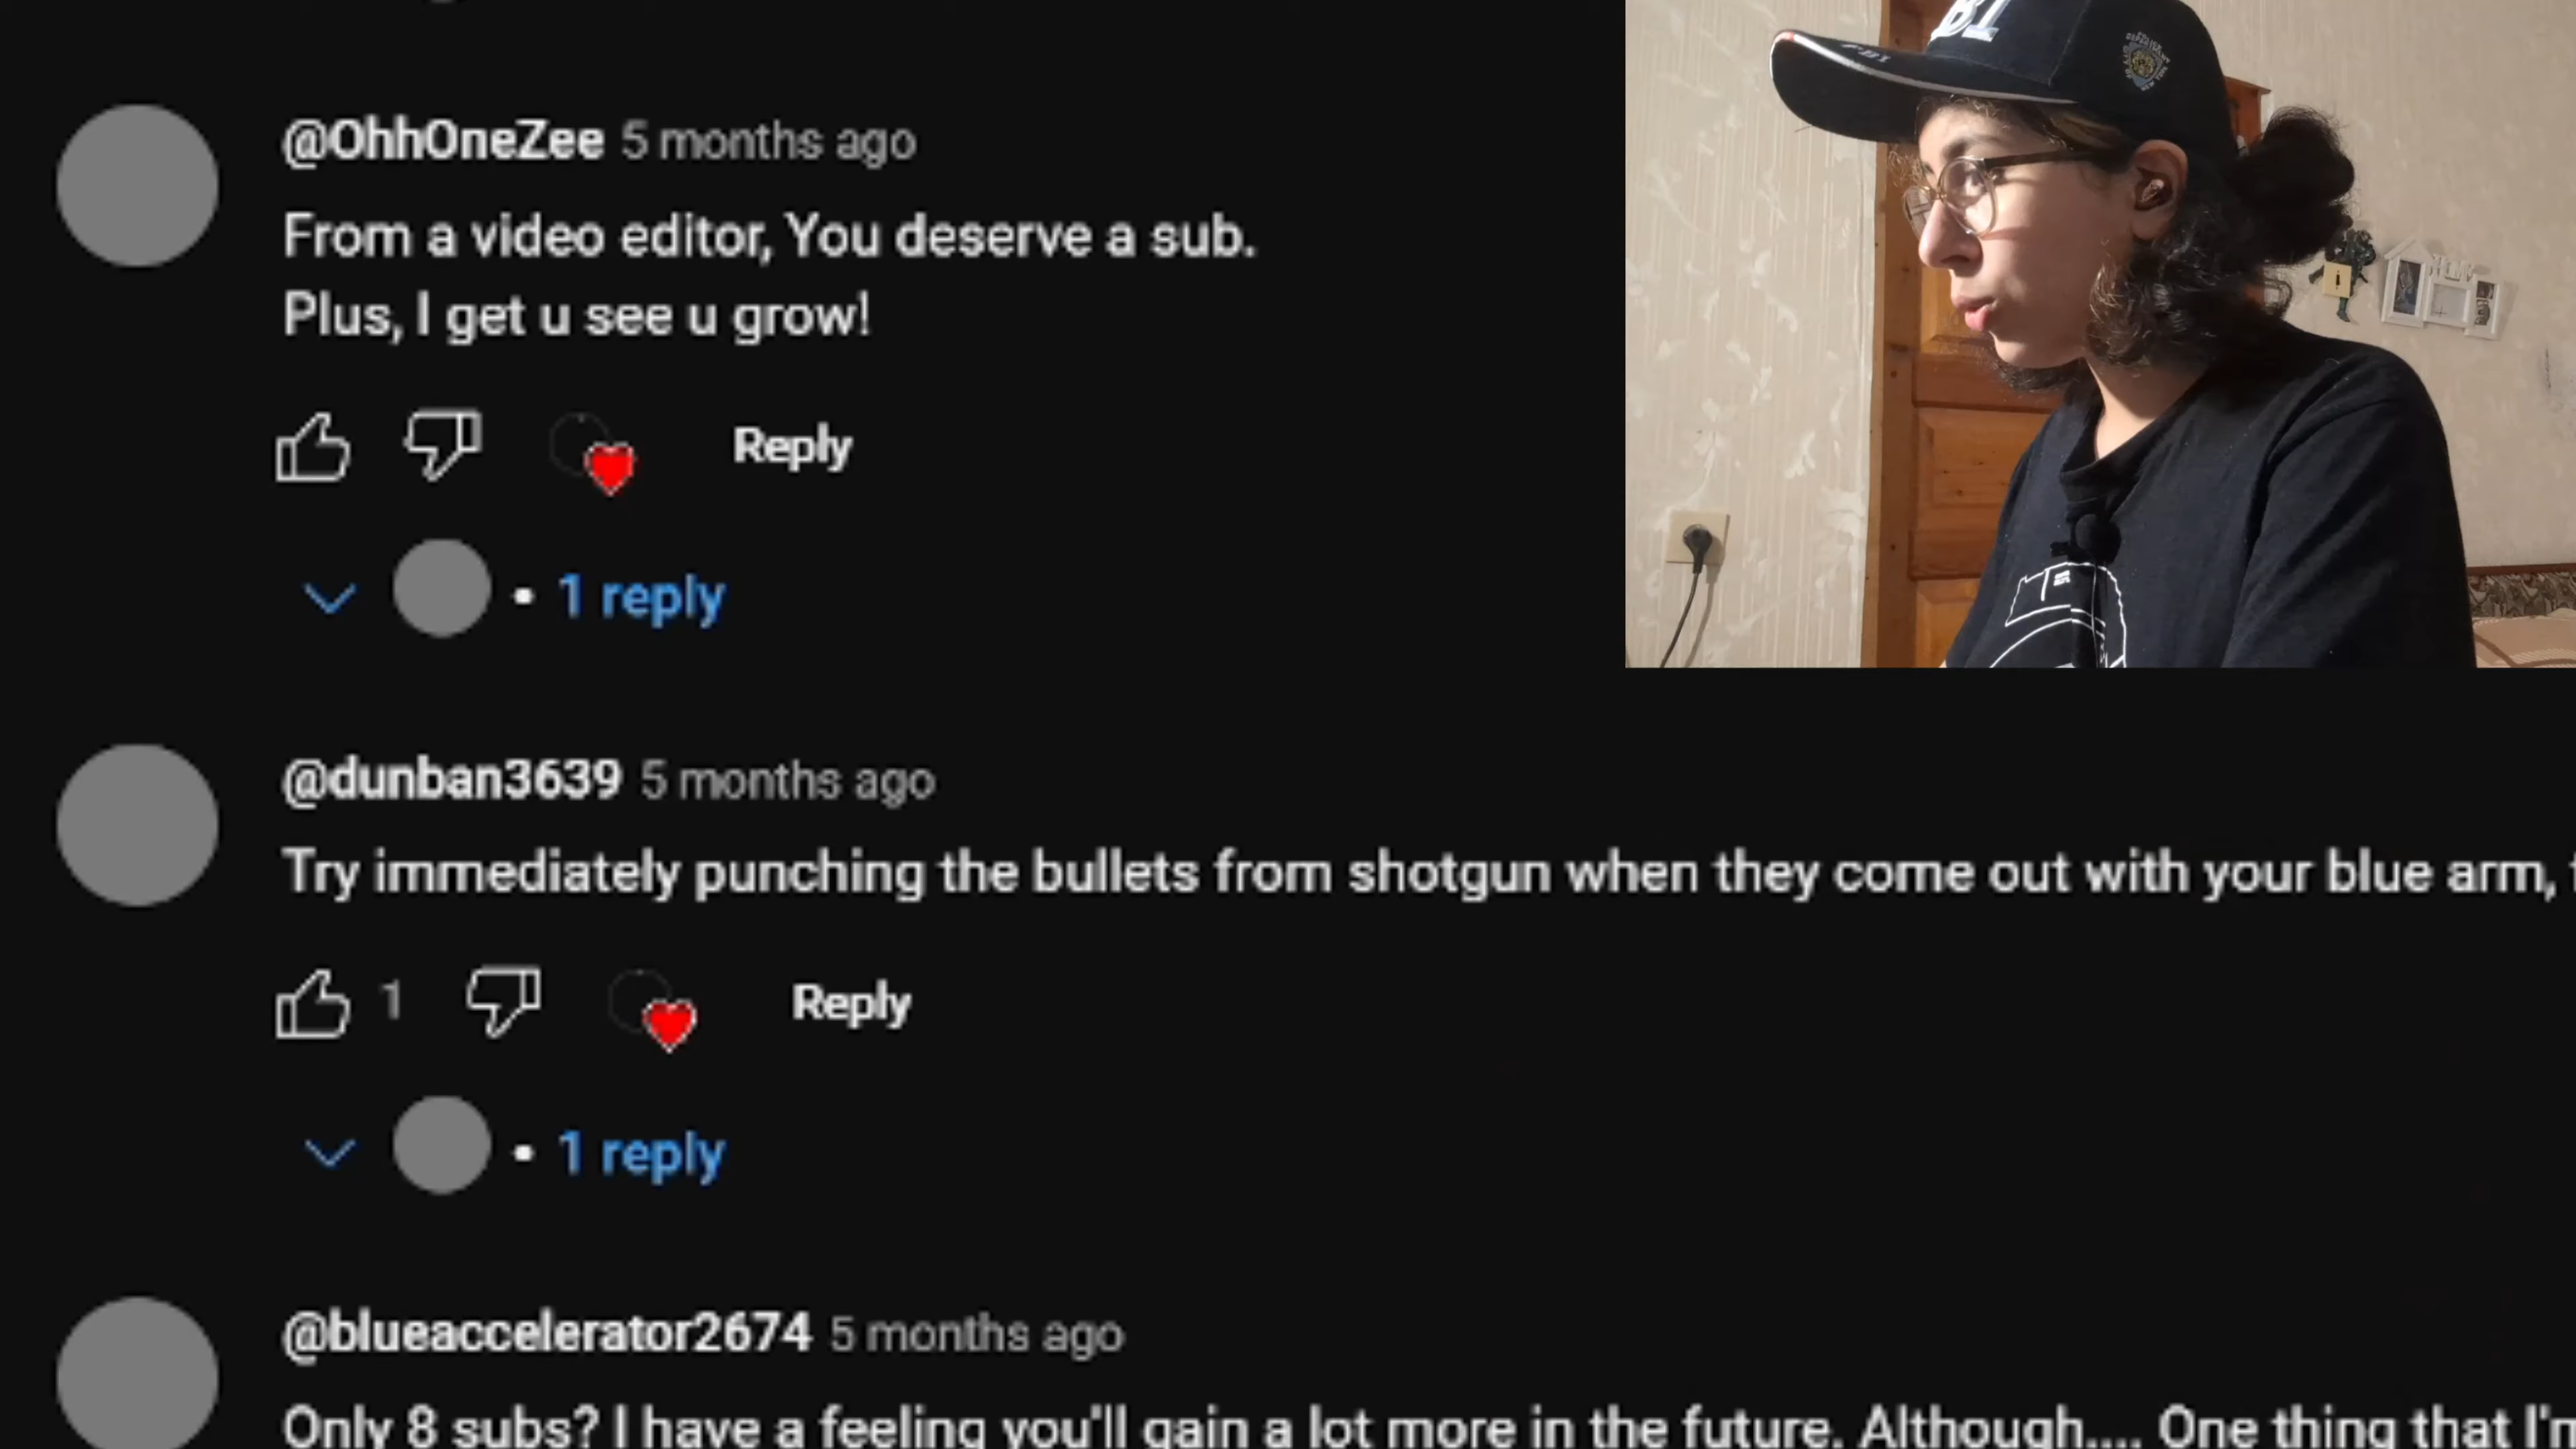 @OhhOneZee 5 months ago
From a video editor, You deserve a sub.
Plus, I get u see u grow!
Reply
• 1 reply
@dunban3639 5 months ago
Try immediately punching the bullets from shotgun when they come out with your blue arm,
1 Reply
• 1 reply
@blueaccelerator2674 5 months ago
Only 8 subs? I have a feeling you'll gain a lot more in the future. Although.... One thing that I'm
FBI